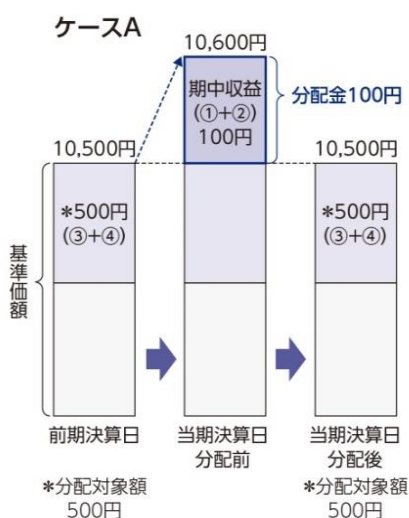 ケースA
10,600円
期中収益
(①+②)
100円
分配金100円
10,500円
10,500円
*500円
(③+④)
*500円
(③+④)
基準価額
前期決算日
当期決算日
分配前
当期決算日
分配後
*分配対象額
500円
*分配対象額
500円